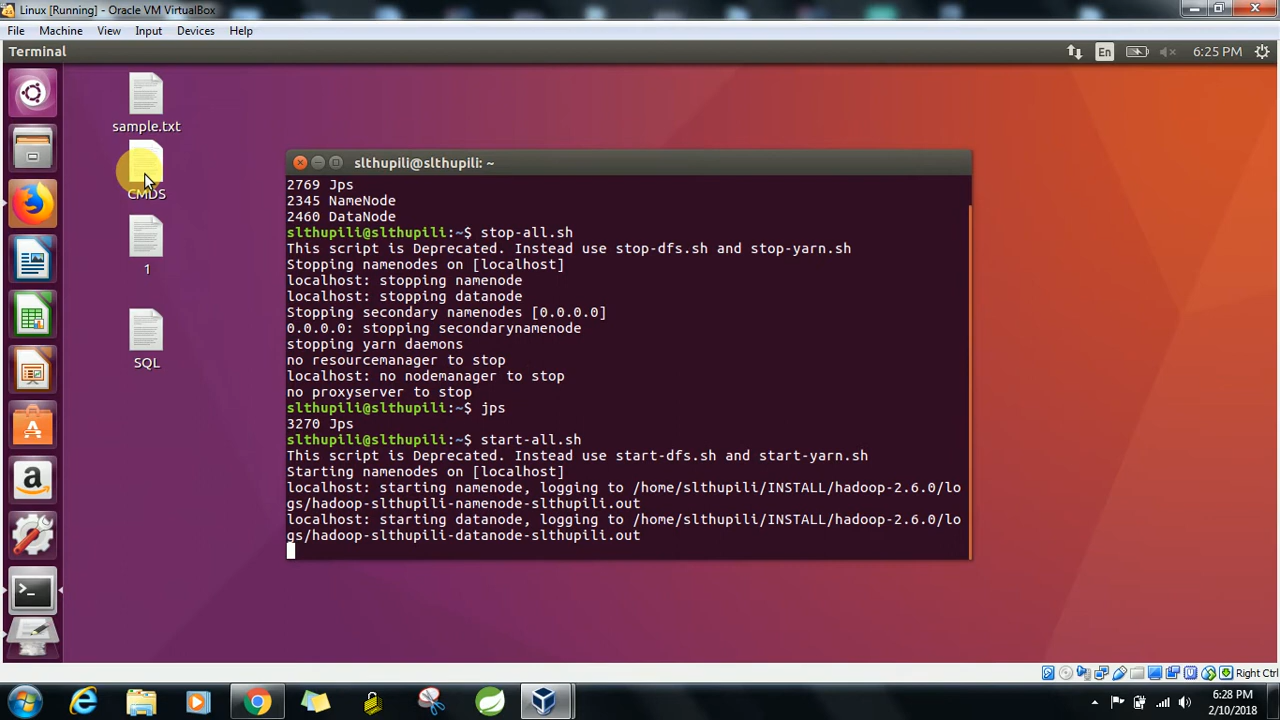 Linux [Running] - Oracle VM VirtualBox
File Machine View Input Devices Help
Terminal
En
6:25 PM
sample.txt
CMDS
1
SQL
slthupili@slthupili: ~
2769 Jps
2345 NameNode
2460 DataNode
slthupili@slthupili:~$ stop-all.sh
This script is Deprecated. Instead use stop-dfs.sh and stop-yarn.sh
Stopping namenodes on [localhost]
localhost: stopping namenode
localhost: stopping datanode
Stopping secondary namenodes [0.0.0.0]
0.0.0.0: stopping secondarynamenode
stopping yarn daemons
no resourcemanager to stop
localhost: no nodemanager to stop
no proxyserver to stop
slthupili@slthupili:~$ jps
3270 Jps
slthupili@slthupili:~$ start-all.sh
This script is Deprecated. Instead use start-dfs.sh and start-yarn.sh
Starting namenodes on [localhost]
localhost: starting namenode, logging to /home/slthupili/INSTALL/hadoop-2.6.0/lo
gs/hadoop-slthupili-namenode-slthupili.out
localhost: starting datanode, logging to /home/slthupili/INSTALL/hadoop-2.6.0/lo
gs/hadoop-slthupili-datanode-slthupili.out
Right Ctrl
6:28 PM
2/10/2018